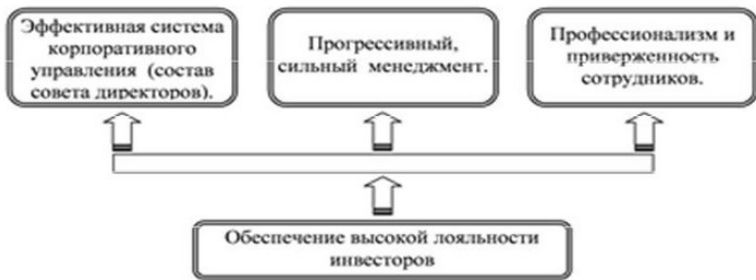 Эффективная система
корпоративного
управления (состав
совета директоров).
Прогрессивный,
сильный менеджмент.
Профессионализм и
приверженность
сотрудников.
Обеспечение высокой лояльности
инвесторов